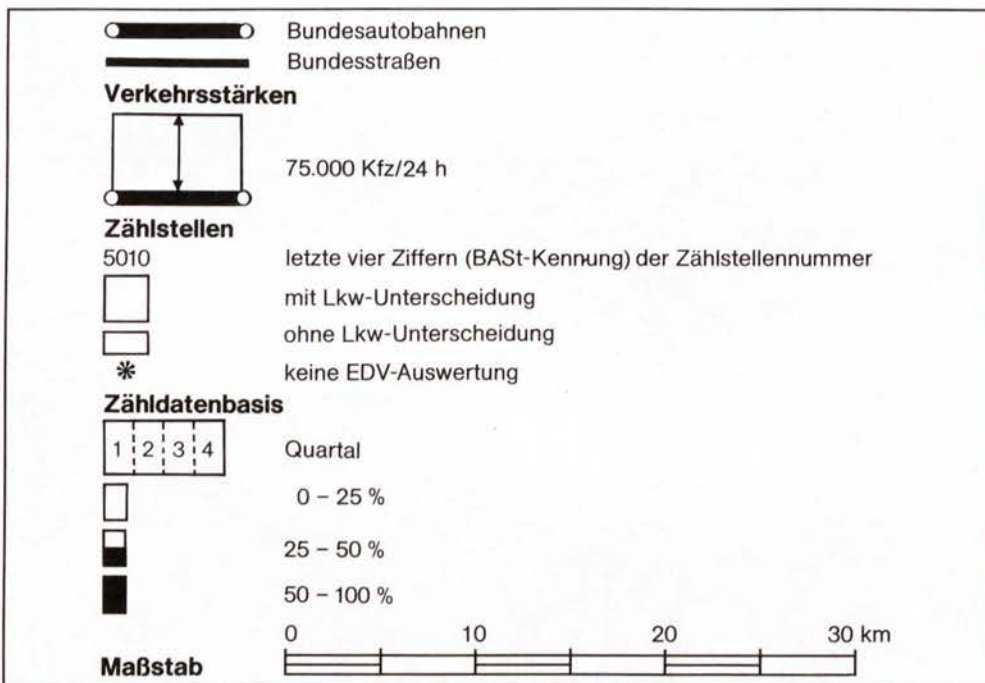 Bundesautobahnen
Bundesstraßen
Verkehrsstärken
75.000 Kfz/24 h
Zählstellen
5010 letzte vier Ziffern (BASt-Kennung) der Zählstellennummer
mit Lkw-Unterscheidung
ohne Lkw-Unterscheidung
keine EDV-Auswertung
Zähldatenbasis
1 2 3 4 Quartal
0 – 25 %
25 – 50 %
50 – 100 %
0 10 20 30 km
Maßstab